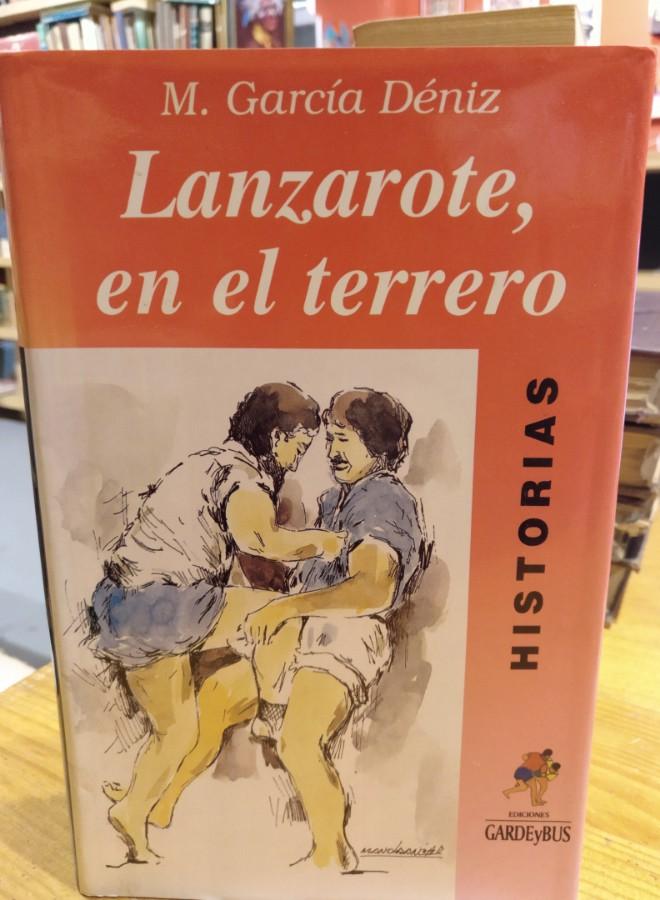 M. García Déniz
Lanzarote,
en el terrero
HISTORIAS
EDICIONES
GARDEyBUS